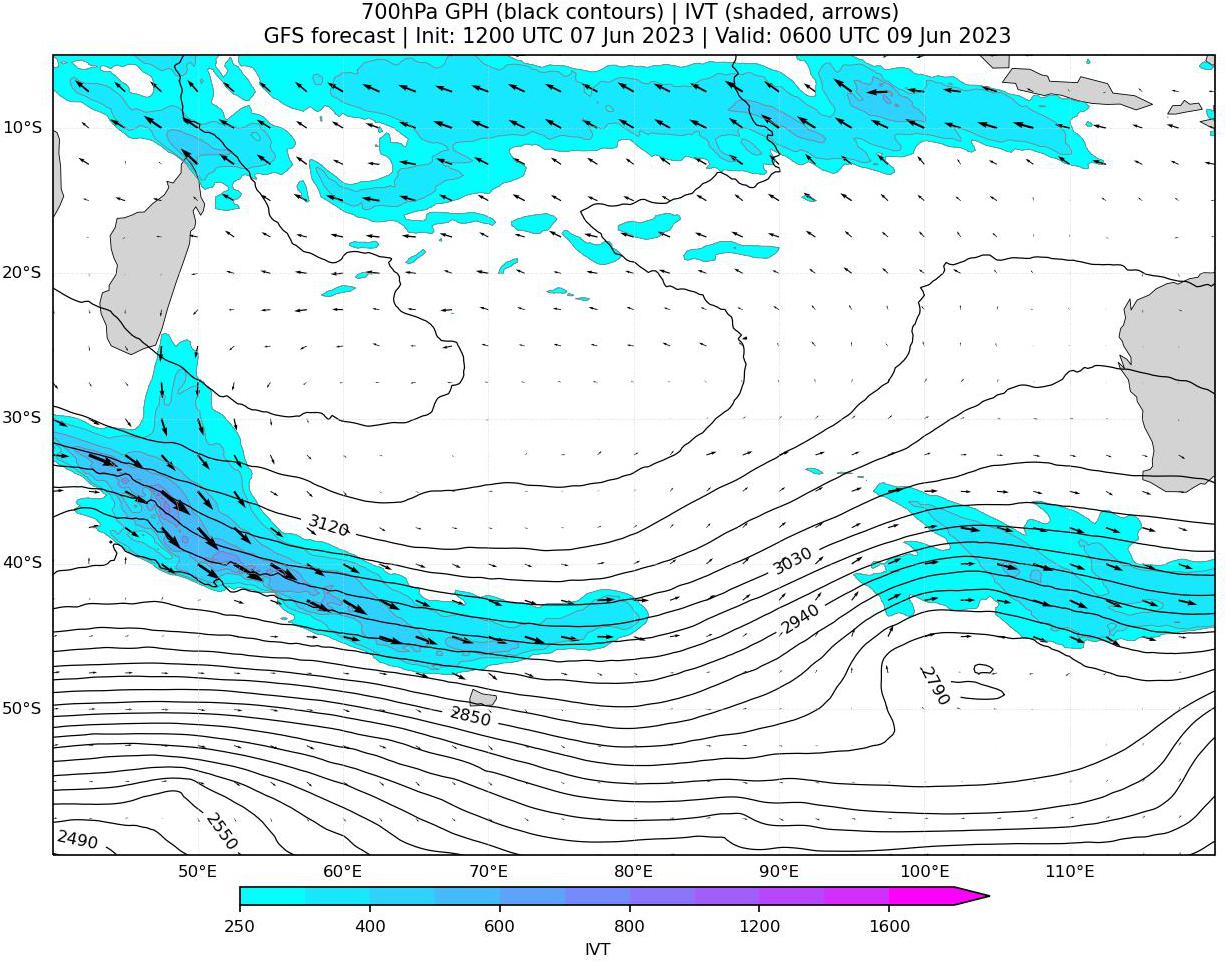 700hPa GPH (black contours) | IVT (shaded, arrows)
GFS forecast | Init: 1200 UTC 07 Jun 2023 | Valid: 0600 UTC 09 Jun 2023
10°S
20°S
30°S
3120
40°S
3030
2940
2790
50°S
2850
2550
2490
50°E 60°E 70°E 80°E 90°E 100°E 110°E
250 400 600 800 1200 1600
IVT